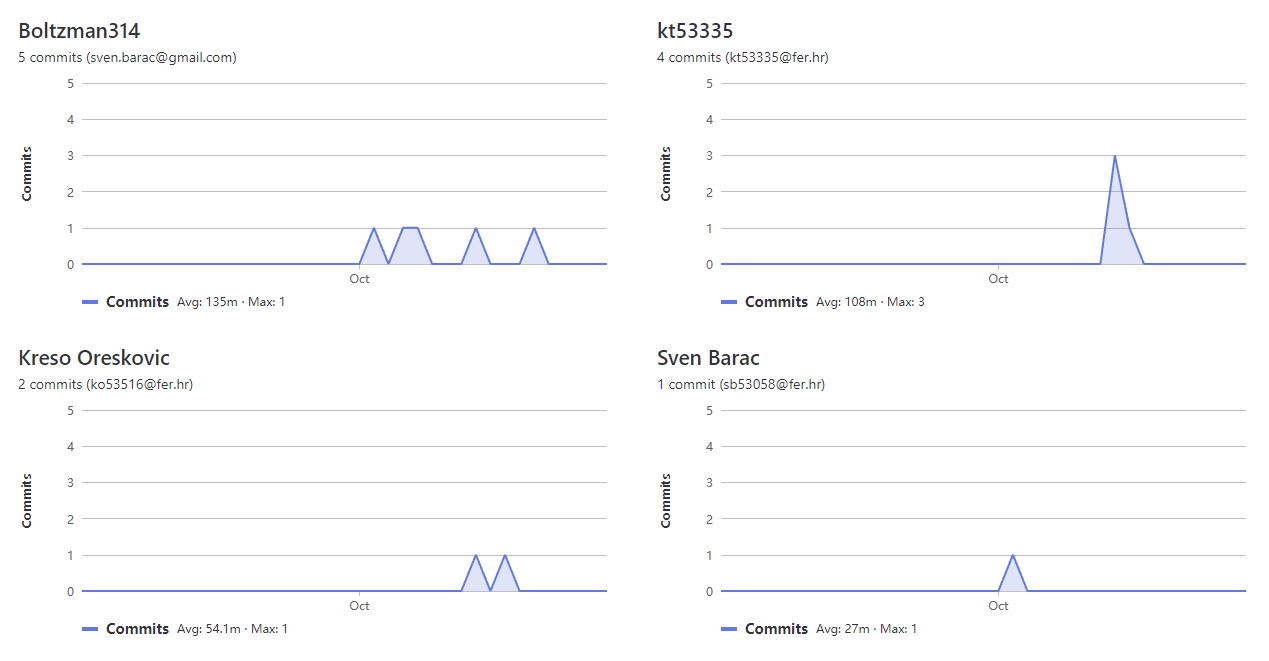 Boltzman314
5 commits (sven.barac@gmail.com)
5
4
3
2
1
0
Commits
Oct
Commits Avg: 135m · Max: 1
kt53335
4 commits (kt53335@fer.hr)
5
4
3
2
1
0
Commits
Oct
Commits Avg: 108m · Max: 3
Kreso Oreskovic
2 commits (ko53516@fer.hr)
5
4
3
2
1
0
Commits
Oct
Commits Avg: 54.1m · Max: 1
Sven Barac
1 commit (sb53058@fer.hr)
5
4
3
2
1
0
Commits
Oct
Commits Avg: 27m · Max: 1